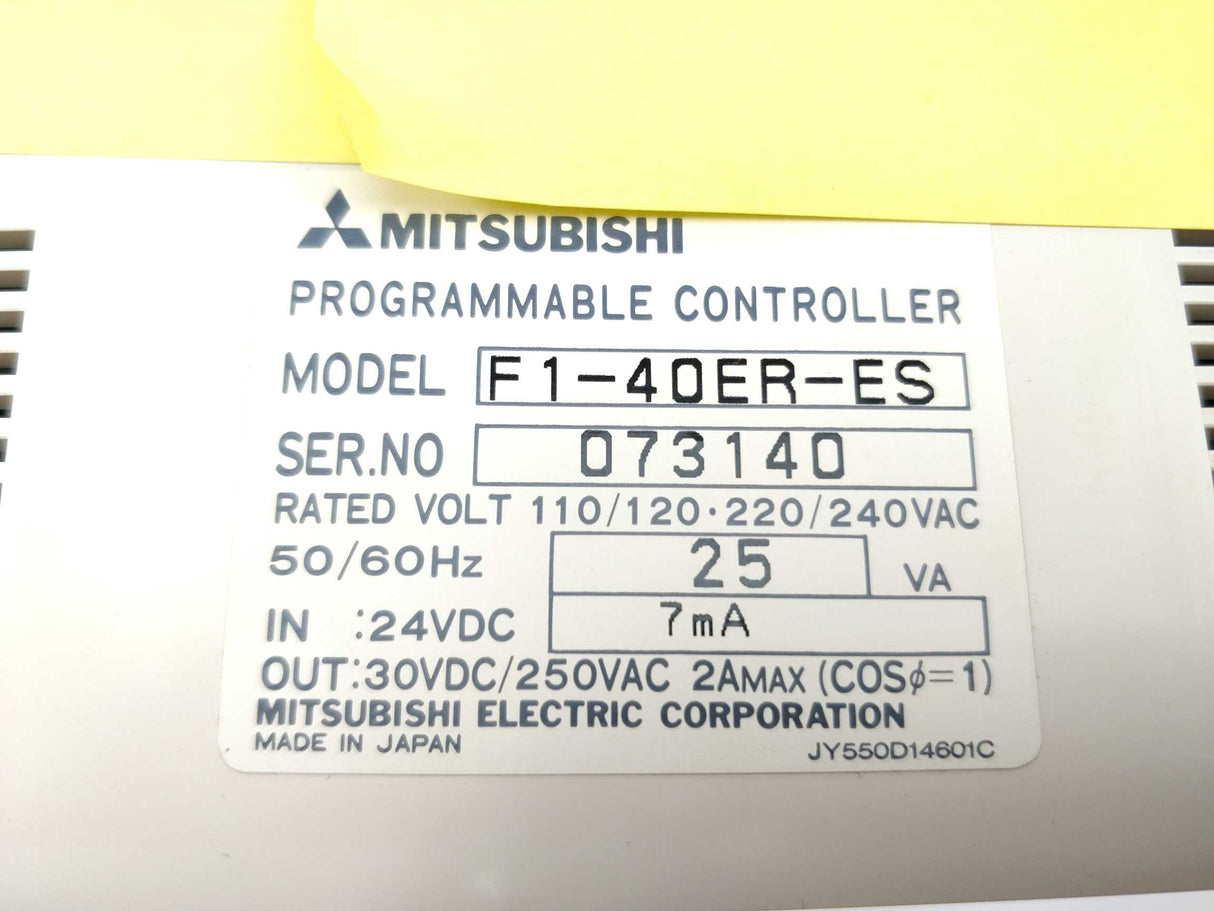 MITSUBISHI
PROGRAMMABLE CONTROLLER
MODEL F1-40ER-ES
SER.NO 073140
RATED VOLT 110/120·220/240VAC
50/60Hz 25 VA
IN :24VDC 7mA
OUT:30VDC/250VAC 2AMAX (COSϕ=1)
MITSUBISHI ELECTRIC CORPORATION
MADE IN JAPAN JY550D14601C